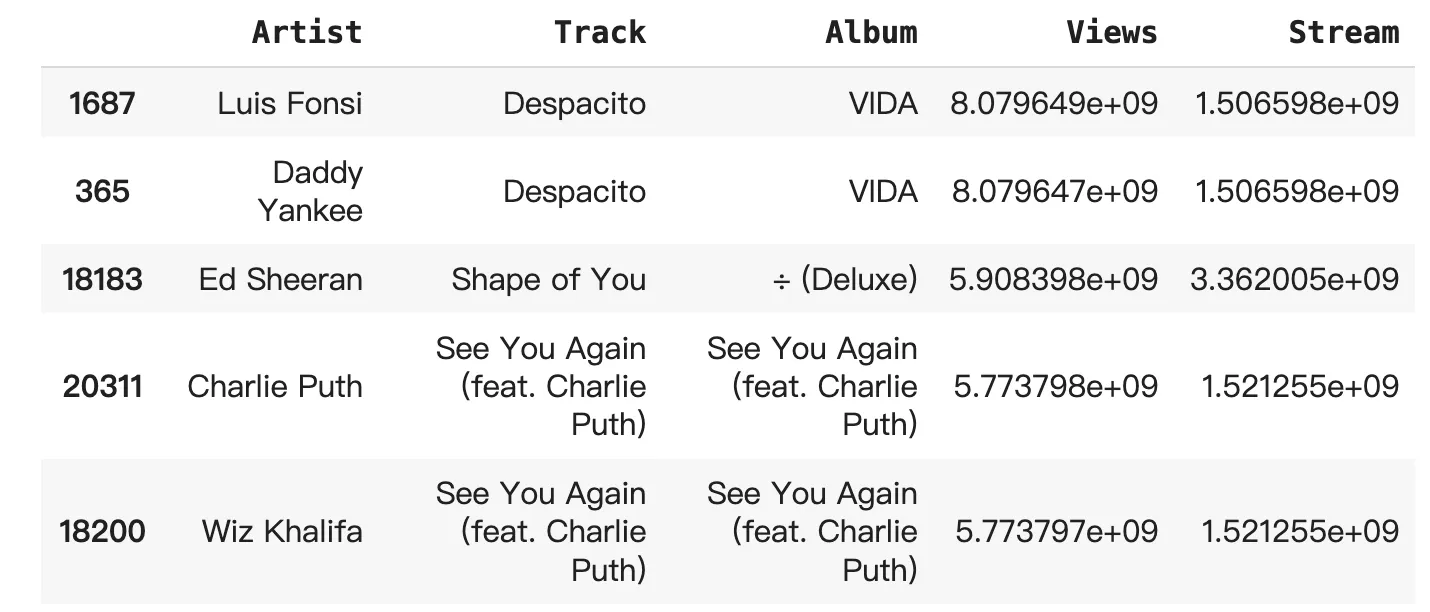 Artist Track Album Views Stream
1687 Luis Fonsi Despacito VIDA 8.079649e+09 1.506598e+09
365 Daddy Yankee Despacito VIDA 8.079647e+09 1.506598e+09
18183 Ed Sheeran Shape of You ÷ (Deluxe) 5.908398e+09 3.362005e+09
20311 Charlie Puth See You Again (feat. Charlie Puth) See You Again (feat. Charlie Puth) 5.773798e+09 1.521255e+09
18200 Wiz Khalifa See You Again (feat. Charlie Puth) See You Again (feat. Charlie Puth) 5.773797e+09 1.521255e+09